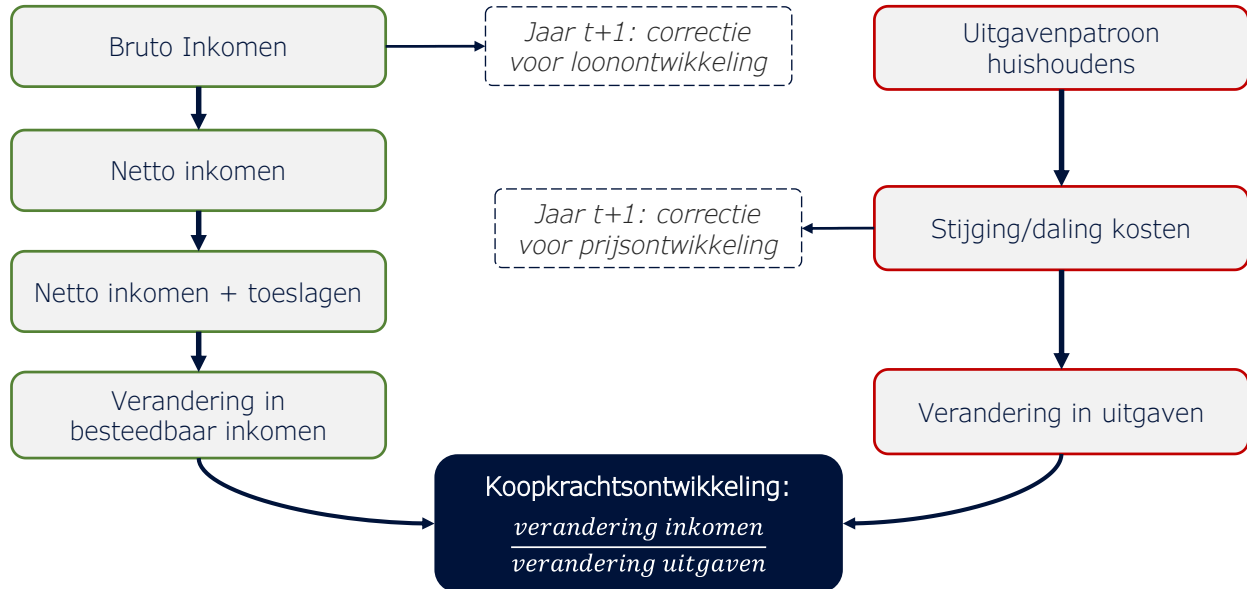 Bruto Inkomen
Jaar t+1: correctie
voor loonontwikkeling
Uitgavenpatroon
huishoudens
Netto inkomen
Jaar t+1: correctie
voor prijsontwikkeling
Stijging/daling kosten
Netto inkomen + toeslagen
Verandering in
besteedbaar inkomen
Verandering in uitgaven
Koopkrachtsontwikkeling:
verandering inkomen
verandering uitgaven